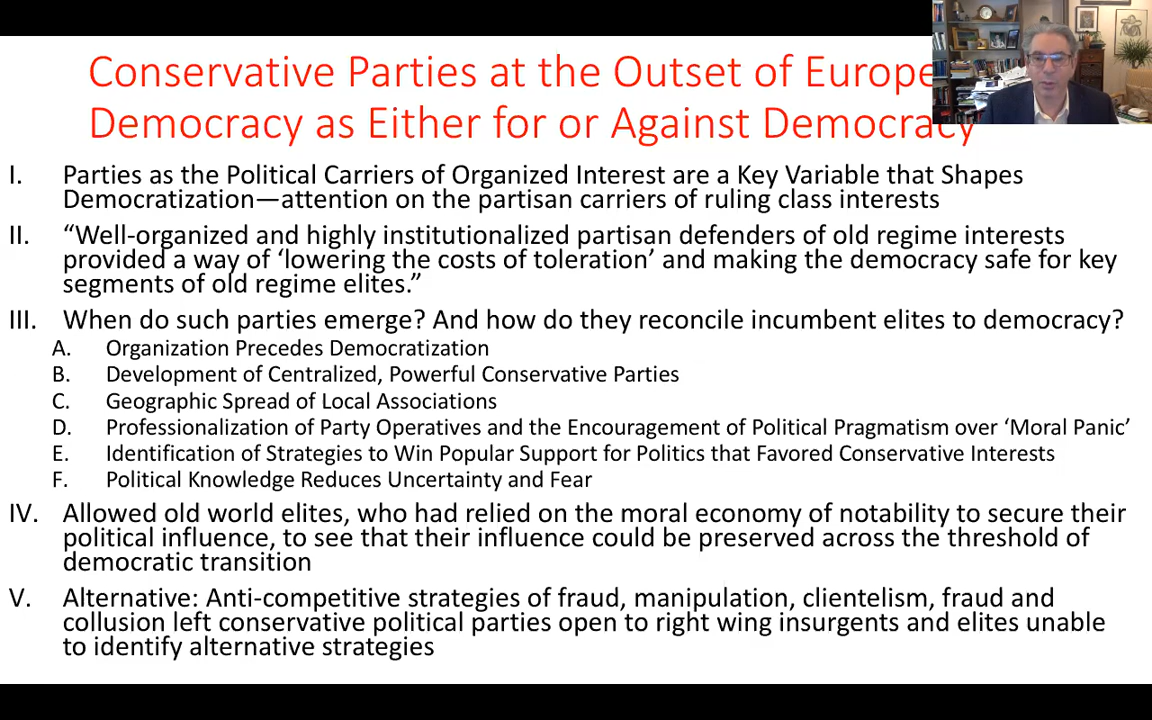 Conservative Parties at the Outset of Europe
Democracy as Either for or Against Democracy
I. Parties as the Political Carriers of Organized Interest are a Key Variable that Shapes
Democratization—attention on the partisan carriers of ruling class interests
II. “Well-organized and highly institutionalized partisan defenders of old regime interests
provided a way of ‘lowering the costs of toleration’ and making the democracy safe for key
segments of old regime elites.”
III. When do such parties emerge? And how do they reconcile incumbent elites to democracy?
A. Organization Precedes Democratization
B. Development of Centralized, Powerful Conservative Parties
C. Geographic Spread of Local Associations
D. Professionalization of Party Operatives and the Encouragement of Political Pragmatism over ‘Moral Panic’
E. Identification of Strategies to Win Popular Support for Politics that Favored Conservative Interests
F. Political Knowledge Reduces Uncertainty and Fear
IV. Allowed old world elites, who had relied on the moral economy of notability to secure their
political influence, to see that their influence could be preserved across the threshold of
democratic transition
V. Alternative: Anti-competitive strategies of fraud, manipulation, clientelism, fraud and
collusion left conservative political parties open to right wing insurgents and elites unable
to identify alternative strategies